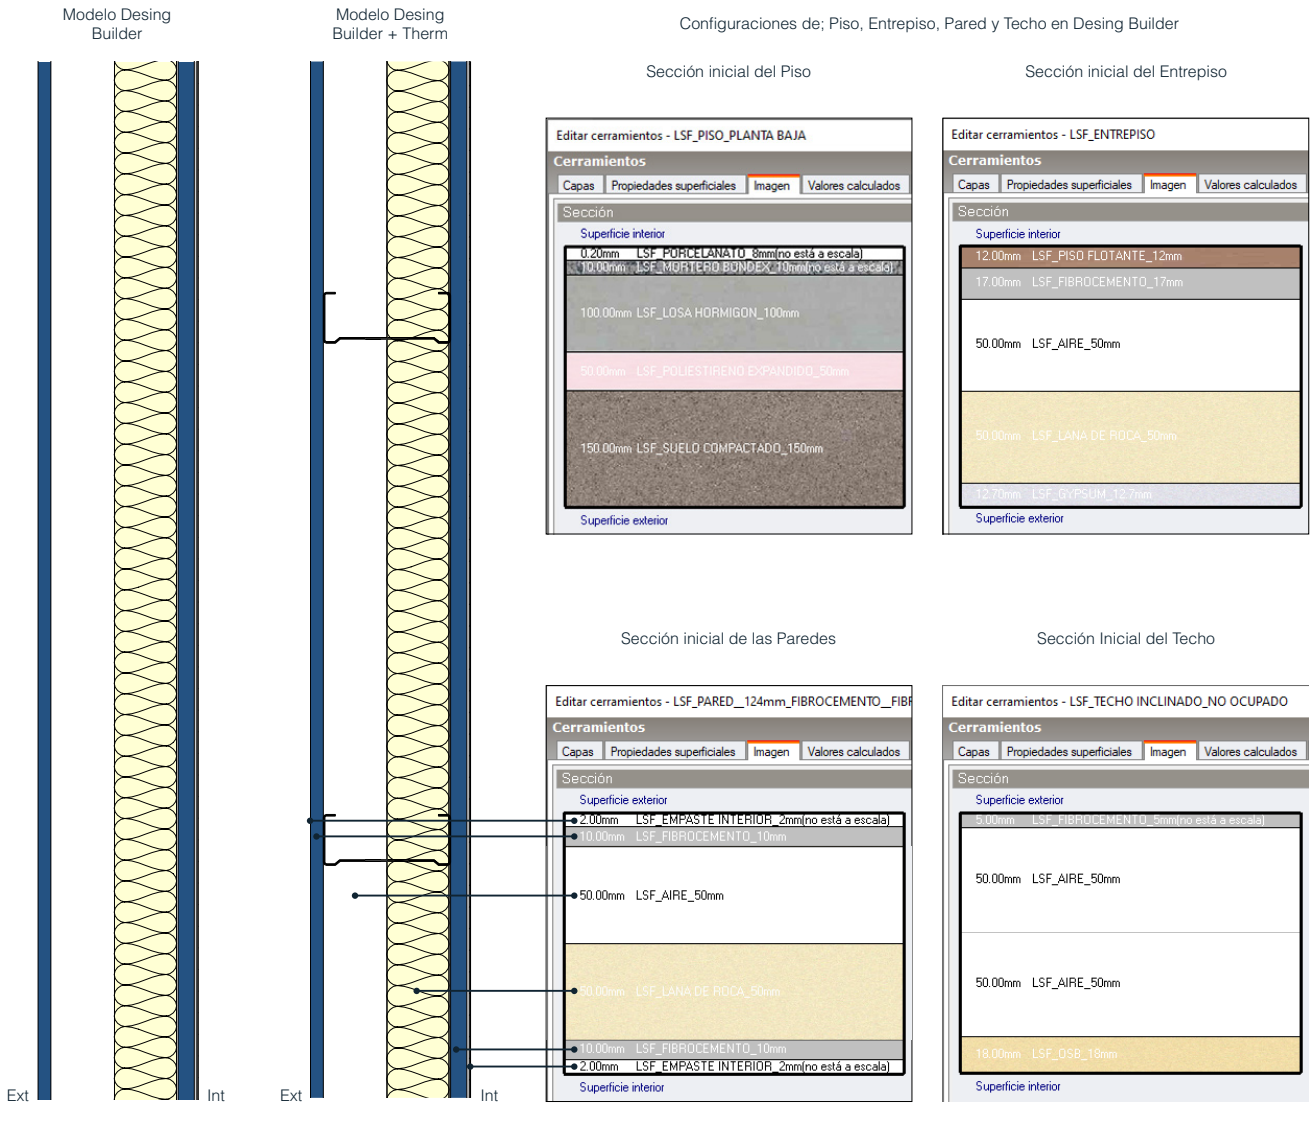 Modelo Desing
Builder
Modelo Desing
Builder + Therm
Configuraciones de; Piso, Entrepiso, Pared y Techo en Desing Builder
Sección inicial del Piso
Sección inicial del Entrepiso
Editar cerramientos - LSF_PISO_PLANTA BAJA
Cerramientos
Capas Propiedades superficiales Imagen Valores calculados
Sección
Superficie interior
0.20mm LSF_PORCELANATO_8mm(no está a escala)
10.00mm LSF_MORTERO BONDEX_10mm(no está a escala)
100.00mm LSF_LOSA HORMIGON_100mm
50.00mm LSF_POLIESTIRENO EXPANDIDO_50mm
150.00mm LSF_SUELO COMPACTADO_150mm
Superficie exterior
Editar cerramientos - LSF_ENTREPISO
Cerramientos
Capas Propiedades superficiales Imagen Valores calculados
Sección
Superficie interior
12.00mm LSF_PISO FLOTANTE_12mm
17.00mm LSF_FIBROCEMENTO_17mm
50.00mm LSF_AIRE_50mm
50.00mm LSF_LANA DE ROCA_50mm
12.70mm LSF_GYPSUM_12.7mm
Superficie exterior
Sección inicial de las Paredes
Sección Inicial del Techo
Editar cerramientos - LSF_PARED__124mm_FIBROCEMENTO__FIBR
Cerramientos
Capas Propiedades superficiales Imagen Valores calculados
Sección
Superficie exterior
2.00mm LSF_EMPASTE INTERIOR_2mm(no está a escala)
10.00mm LSF_FIBROCEMENTO_10mm
50.00mm LSF_AIRE_50mm
50.00mm LSF_LANA DE ROCA_50mm
10.00mm LSF_FIBROCEMENTO_10mm
2.00mm LSF_EMPASTE INTERIOR_2mm(no está a escala)
Superficie interior
Editar cerramientos - LSF_TECHO INCLINADO_NO OCUPADO
Cerramientos
Capas Propiedades superficiales Imagen Valores calculados
Sección
Superficie exterior
5.00mm LSF_FIBROCEMENTO_5mm(no está a escala)
50.00mm LSF_AIRE_50mm
50.00mm LSF_AIRE_50mm
18.00mm LSF_OSB_18mm
Superficie interior
Ext
Int
Ext
Int